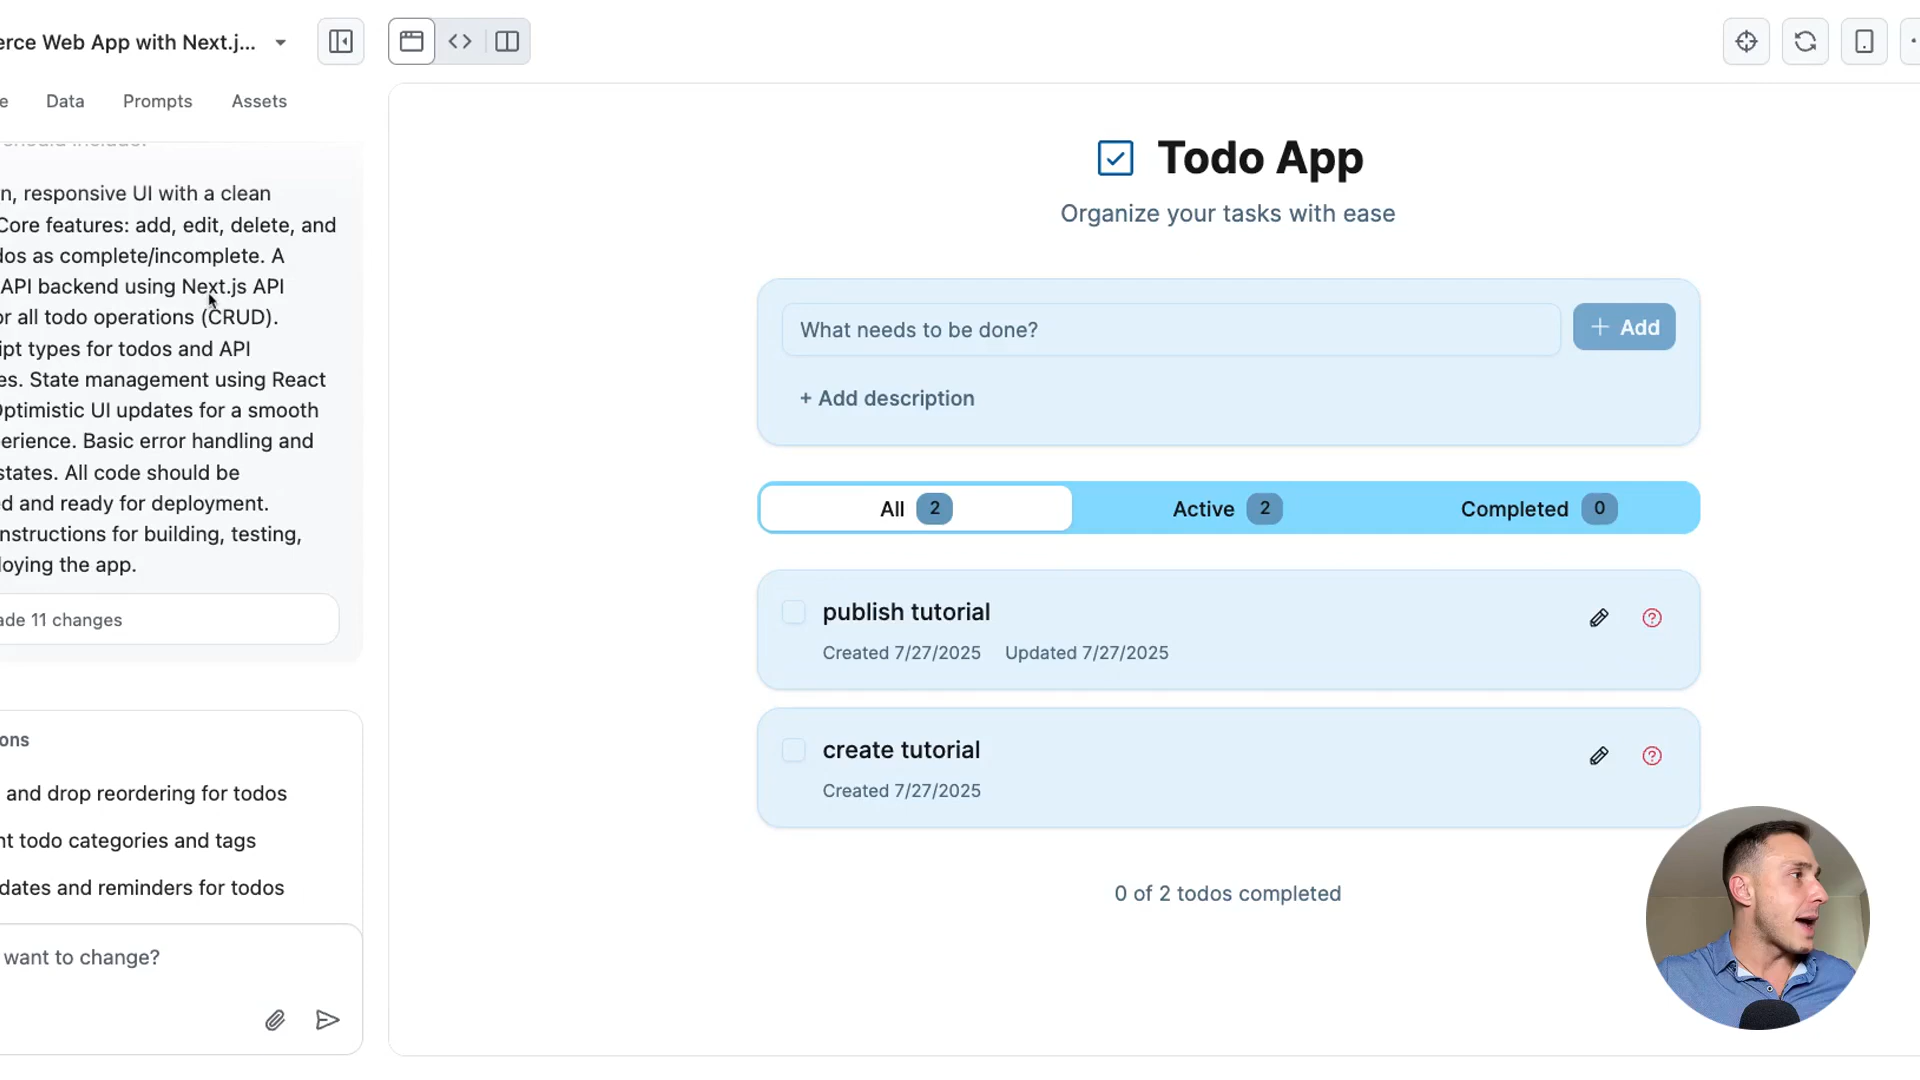 erce Web App with Next.j...
e Data Prompts Assets
should include:
n, responsive UI with a clean
Core features: add, edit, delete, and
dos as complete/incomplete. A
API backend using Next.js API
or all todo operations (CRUD).
ipt types for todos and API
es. State management using React
Optimistic UI updates for a smooth
erience. Basic error handling and
states. All code should be
d and ready for deployment.
nstructions for building, testing,
loying the app.
ade 11 changes
ons
and drop reordering for todos
nt todo categories and tags
dates and reminders for todos
want to change?
Todo App
Organize your tasks with ease
What needs to be done?
+ Add
+ Add description
All 2
Active 2
Completed 0
publish tutorial
Created 7/27/2025 Updated 7/27/2025
create tutorial
Created 7/27/2025
0 of 2 todos completed